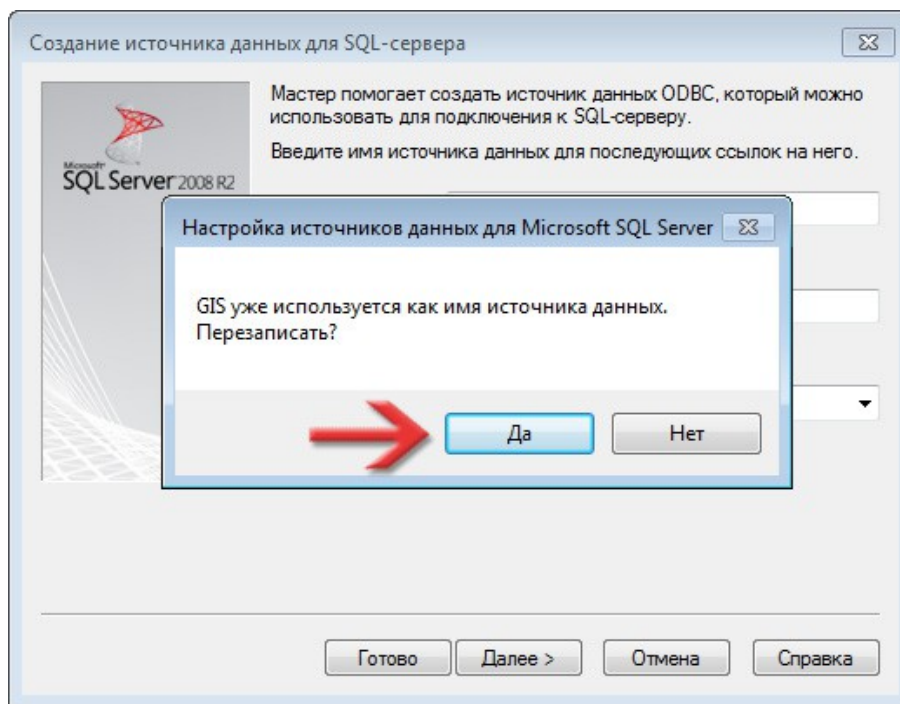 Создание источника данных для SQL-сервера
Мастер помогает создать источник данных ODBC, который можно
использовать для подключения к SQL-серверу.
Введите имя источника данных для последующих ссылок на него.
Microsoft
SQL Server 2008 R2
Настройка источников данных для Microsoft SQL Server
GIS уже используется как имя источника данных.
Перезаписать?
Да
Нет
Готово
Далее >
Отмена
Справка